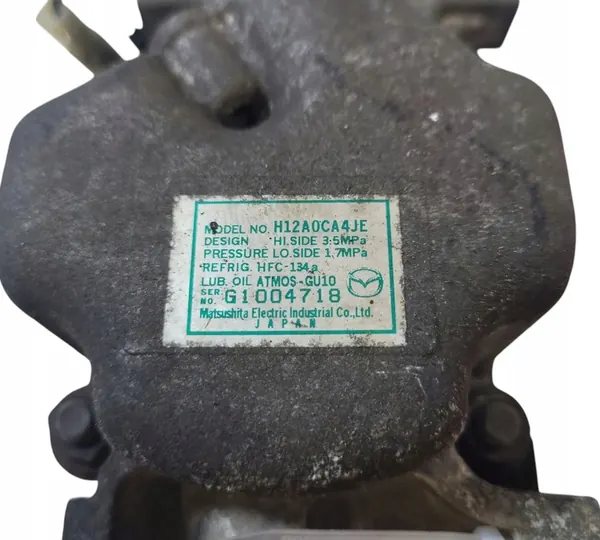 MODEL NO. H12A0CA4JE
DESIGN HI.SIDE 3.5MPa
PRESSURE LO.SIDE 1.7MPa
REFRIG. HFC-134a
LUB. OIL ATMOS-GU10
SER. NO. G1004718
Matsushita Electric Industrial Co.,Ltd.
JAPAN